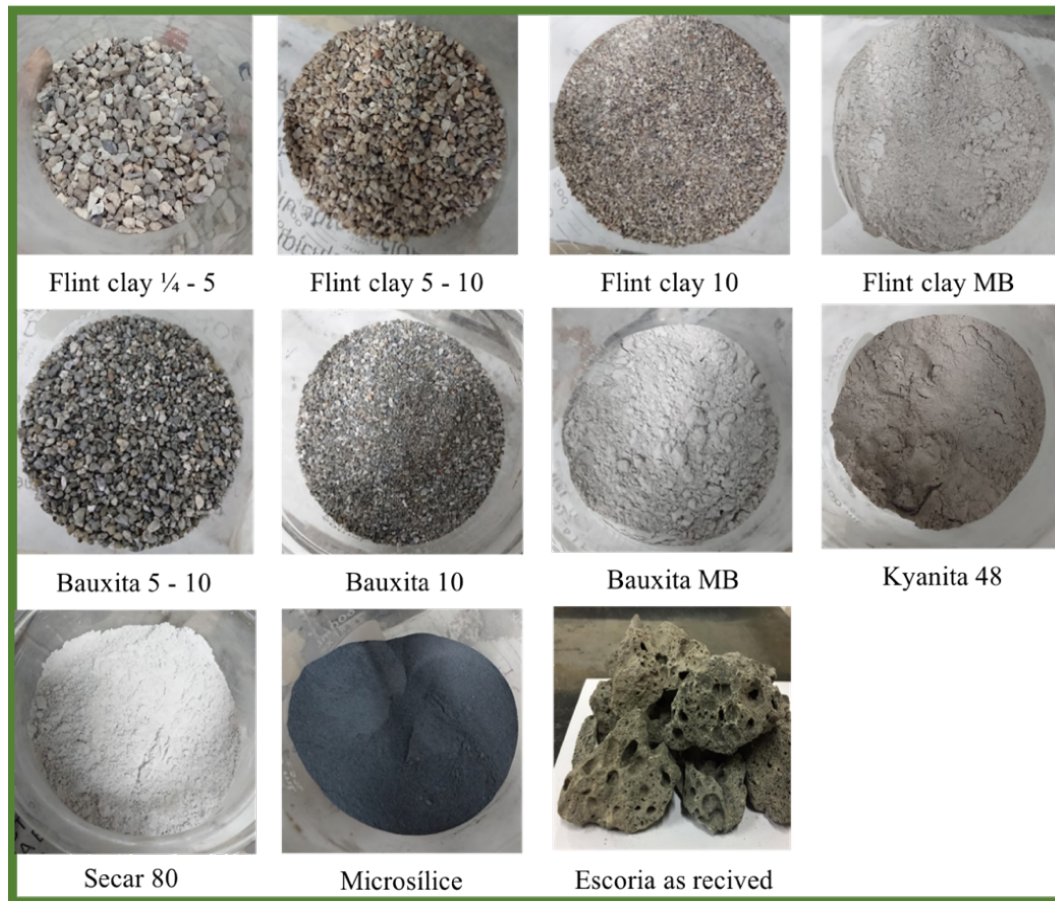 Flint clay ¼ - 5
Flint clay 5 - 10
Flint clay 10
Flint clay MB
Bauxita 5 - 10
Bauxita 10
Bauxita MB
Kyanita 48
Secar 80
Microsílice
Escoria as recived